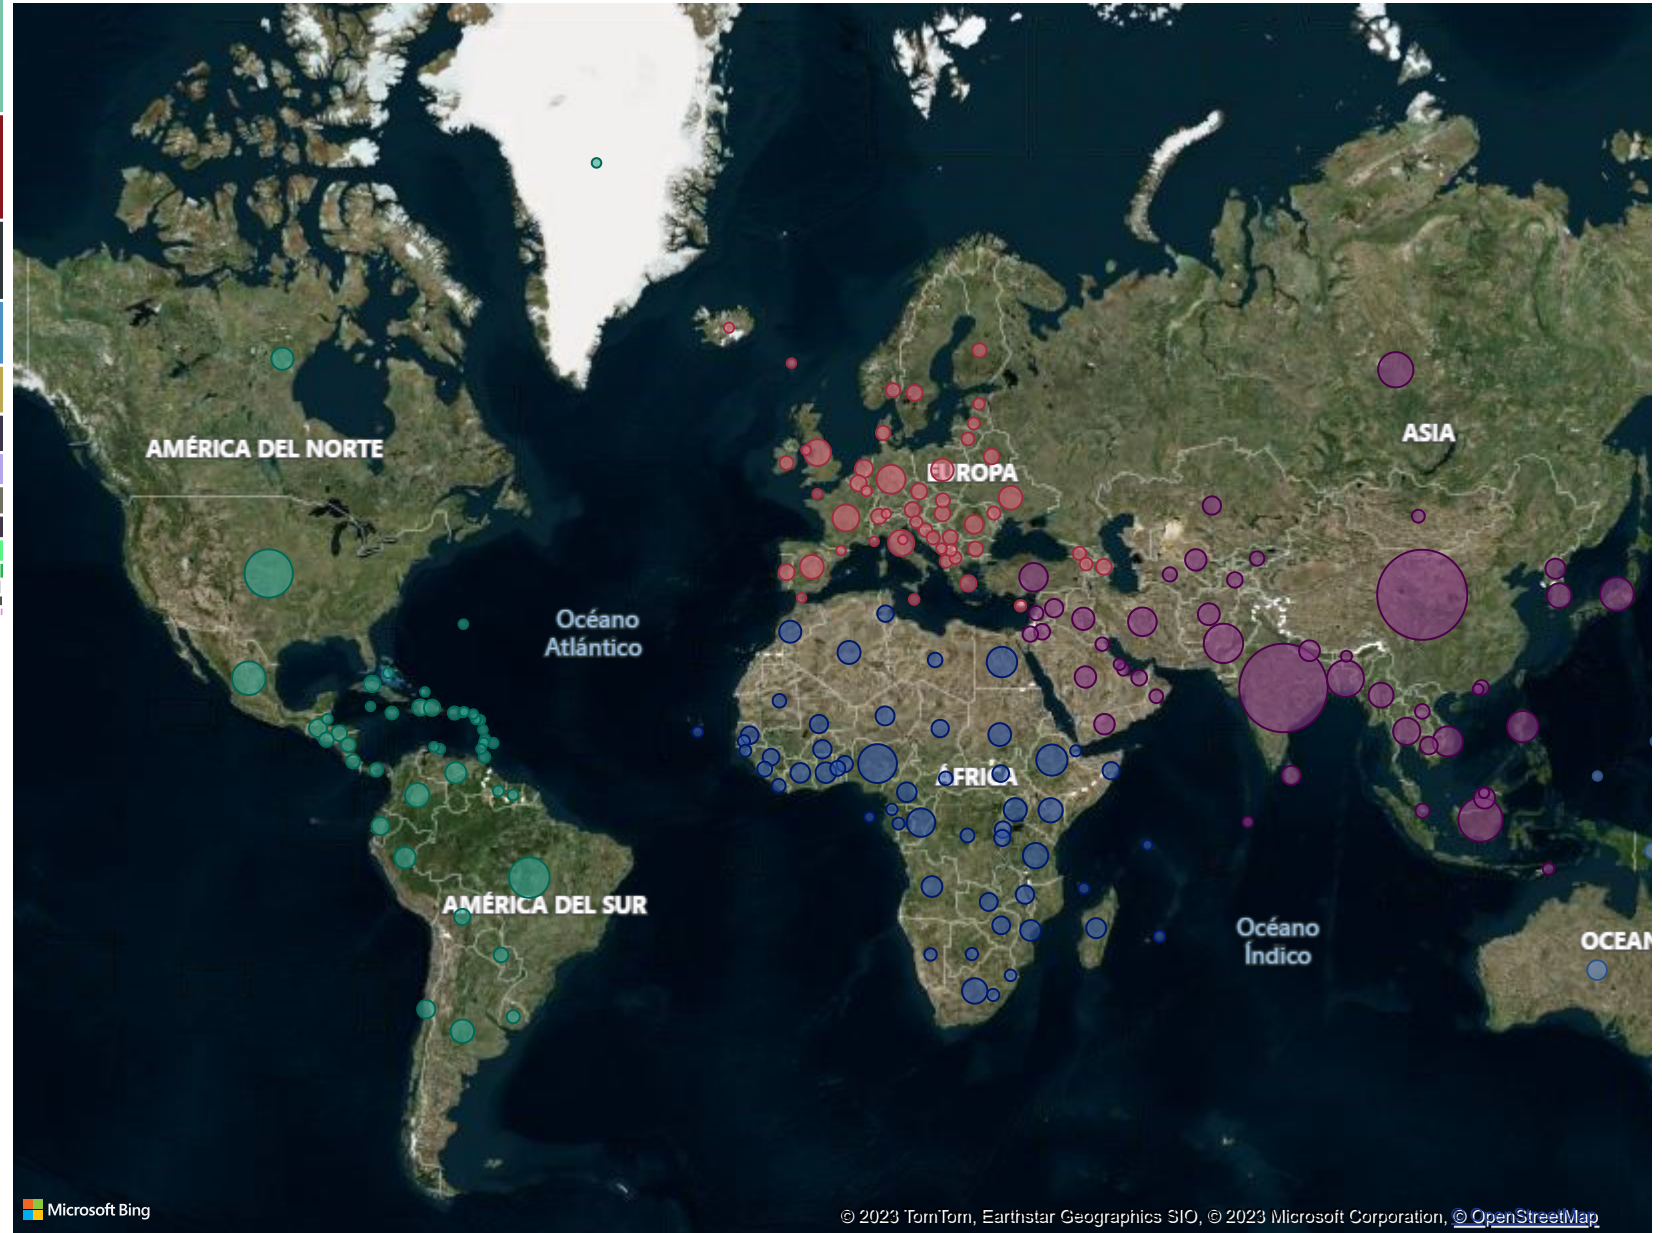 AMÉRICA DEL NORTE
ASIA
EUROPA
Océano
Atlántico
ÁFRICA
AMÉRICA DEL SUR
Océano
Índico
OCEAN
Microsoft Bing
© 2023 TomTom, Earthstar Geographics SIO, © 2023 Microsoft Corporation, © OpenStreetMap